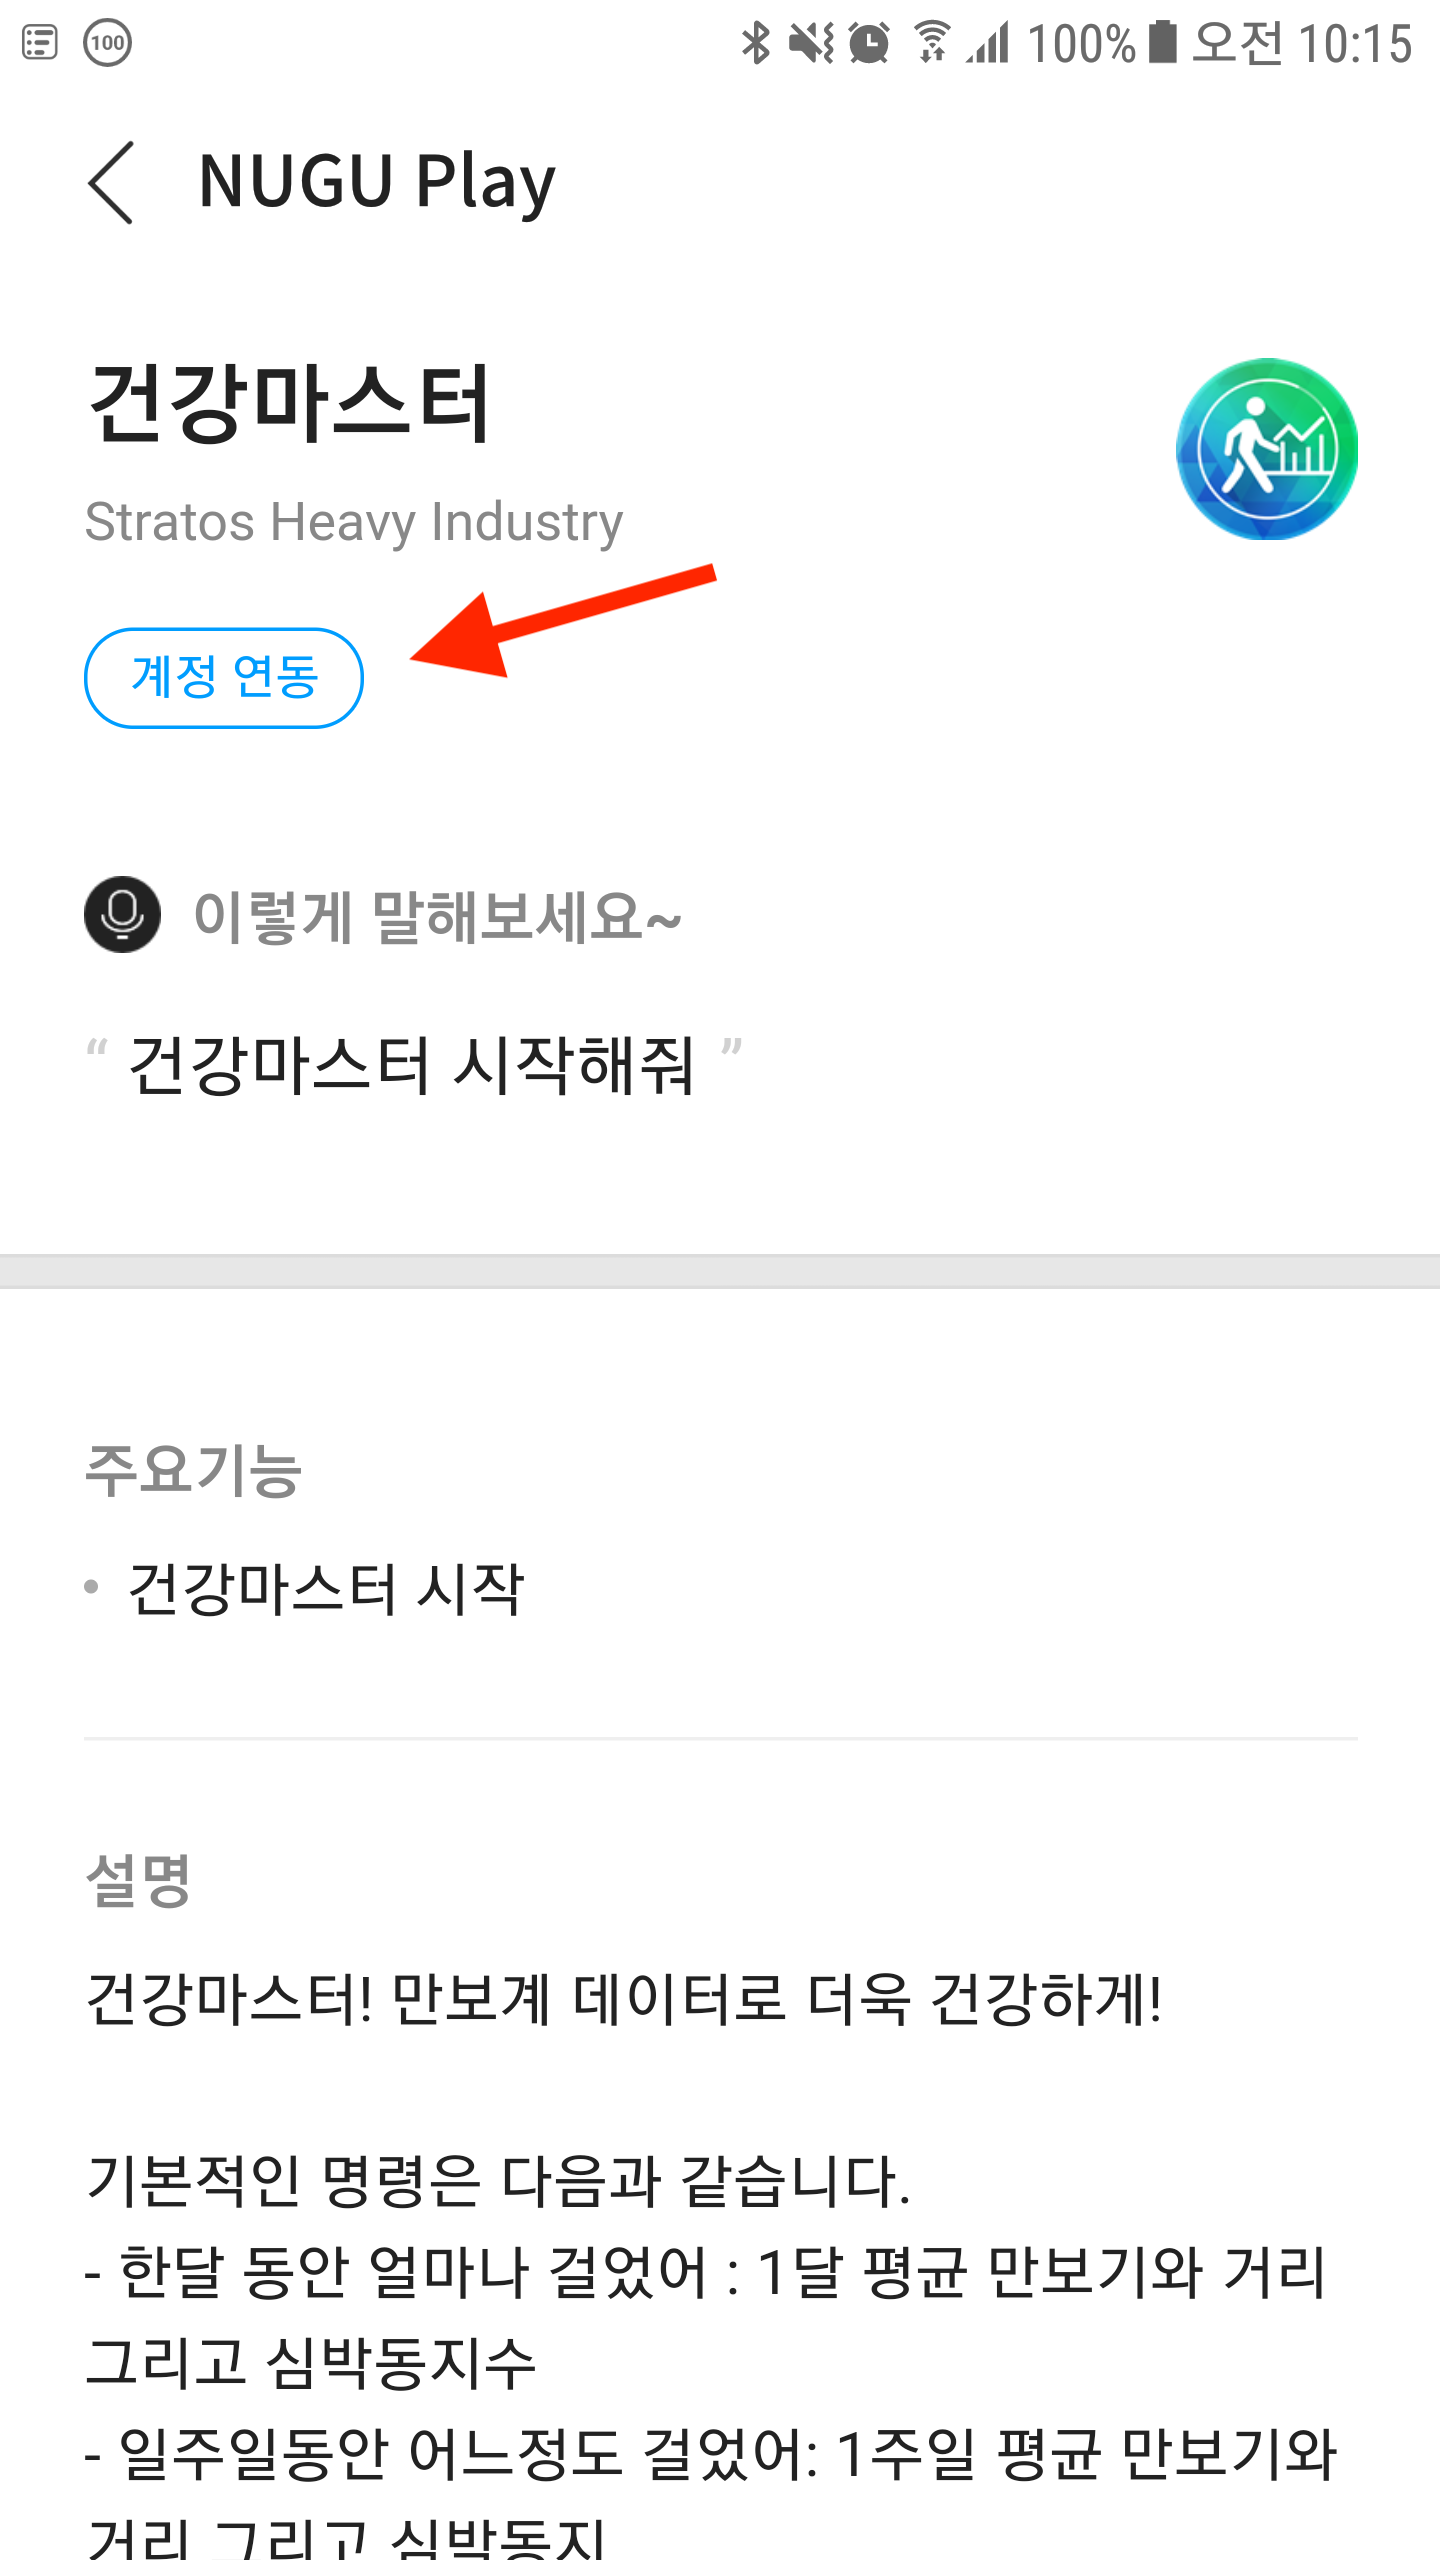 100 100% 오전 10:15
NUGU Play
건강마스터
Stratos Heavy Industry
계정 연동
이렇게 말해보세요~
“ 건강마스터 시작해줘 ”
주요기능
• 건강마스터 시작
설명
건강마스터! 만보계 데이터로 더욱 건강하게!
기본적인 명령은 다음과 같습니다.
- 한달 동안 얼마나 걸었어 : 1달 평균 만보기와 거리
그리고 심박동지수
- 일주일동안 어느정도 걸었어: 1주일 평균 만보기와
거리 그리고 심박동지